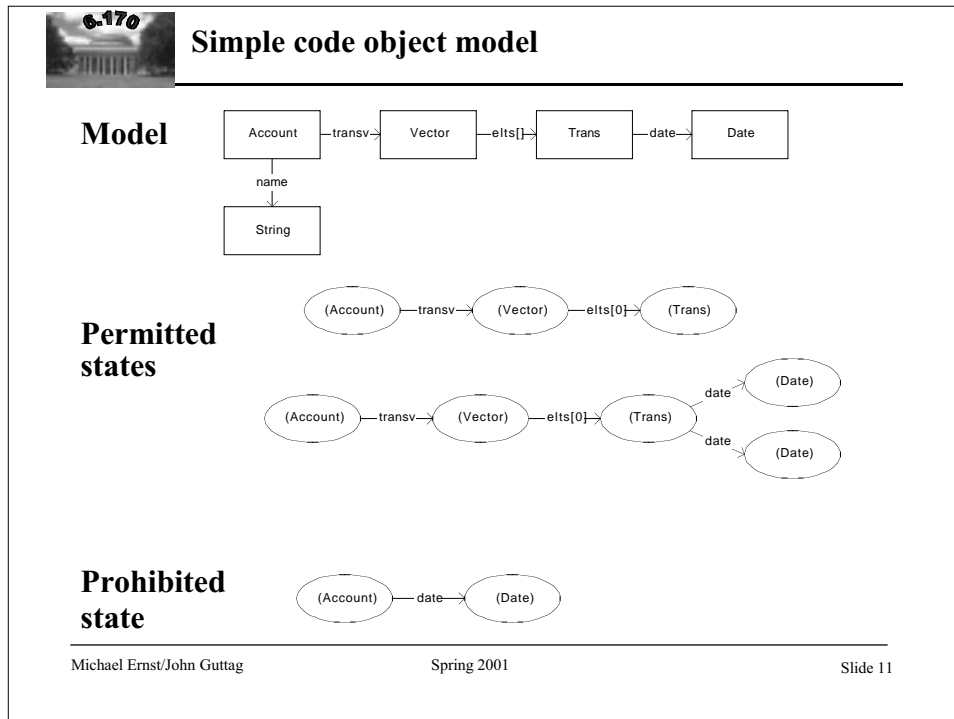 6.170
Simple code object model
Model
Account
transv
Vector
elts[]
Trans
date
Date
name
String
Permitted
states
(Account)
transv
(Vector)
elts[0]
(Trans)
(Account)
transv
(Vector)
elts[0]
(Trans)
date
(Date)
date
(Date)
Prohibited
state
(Account)
date
(Date)
Michael Ernst/John Guttag
Spring 2001
Slide 11